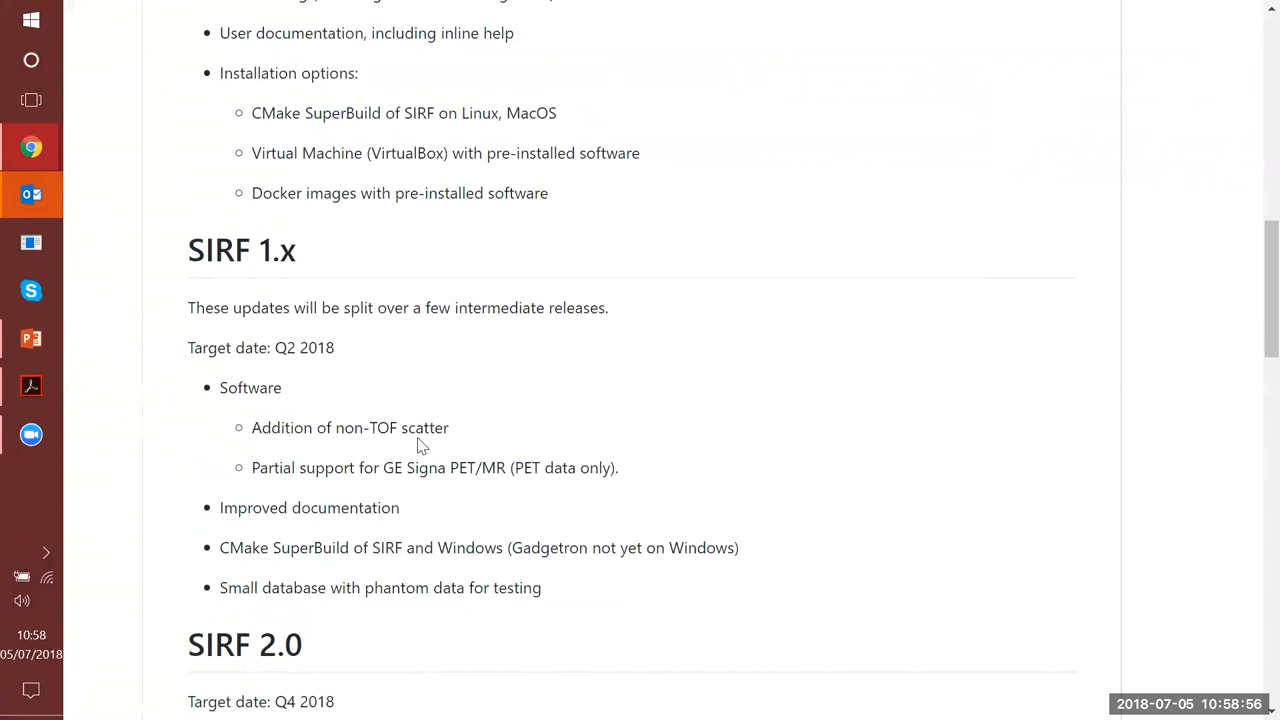 User documentation, including inline help
Installation options:
CMake SuperBuild of SIRF on Linux, MacOS
Virtual Machine (VirtualBox) with pre-installed software
Docker images with pre-installed software
SIRF 1.x
These updates will be split over a few intermediate releases.
Target date: Q2 2018
Software
Addition of non-TOF scatter
Partial support for GE Signa PET/MR (PET data only).
Improved documentation
CMake SuperBuild of SIRF and Windows (Gadgetron not yet on Windows)
Small database with phantom data for testing
SIRF 2.0
Target date: Q4 2018
10:58
05/07/2018
2018-07-05 10:58:56